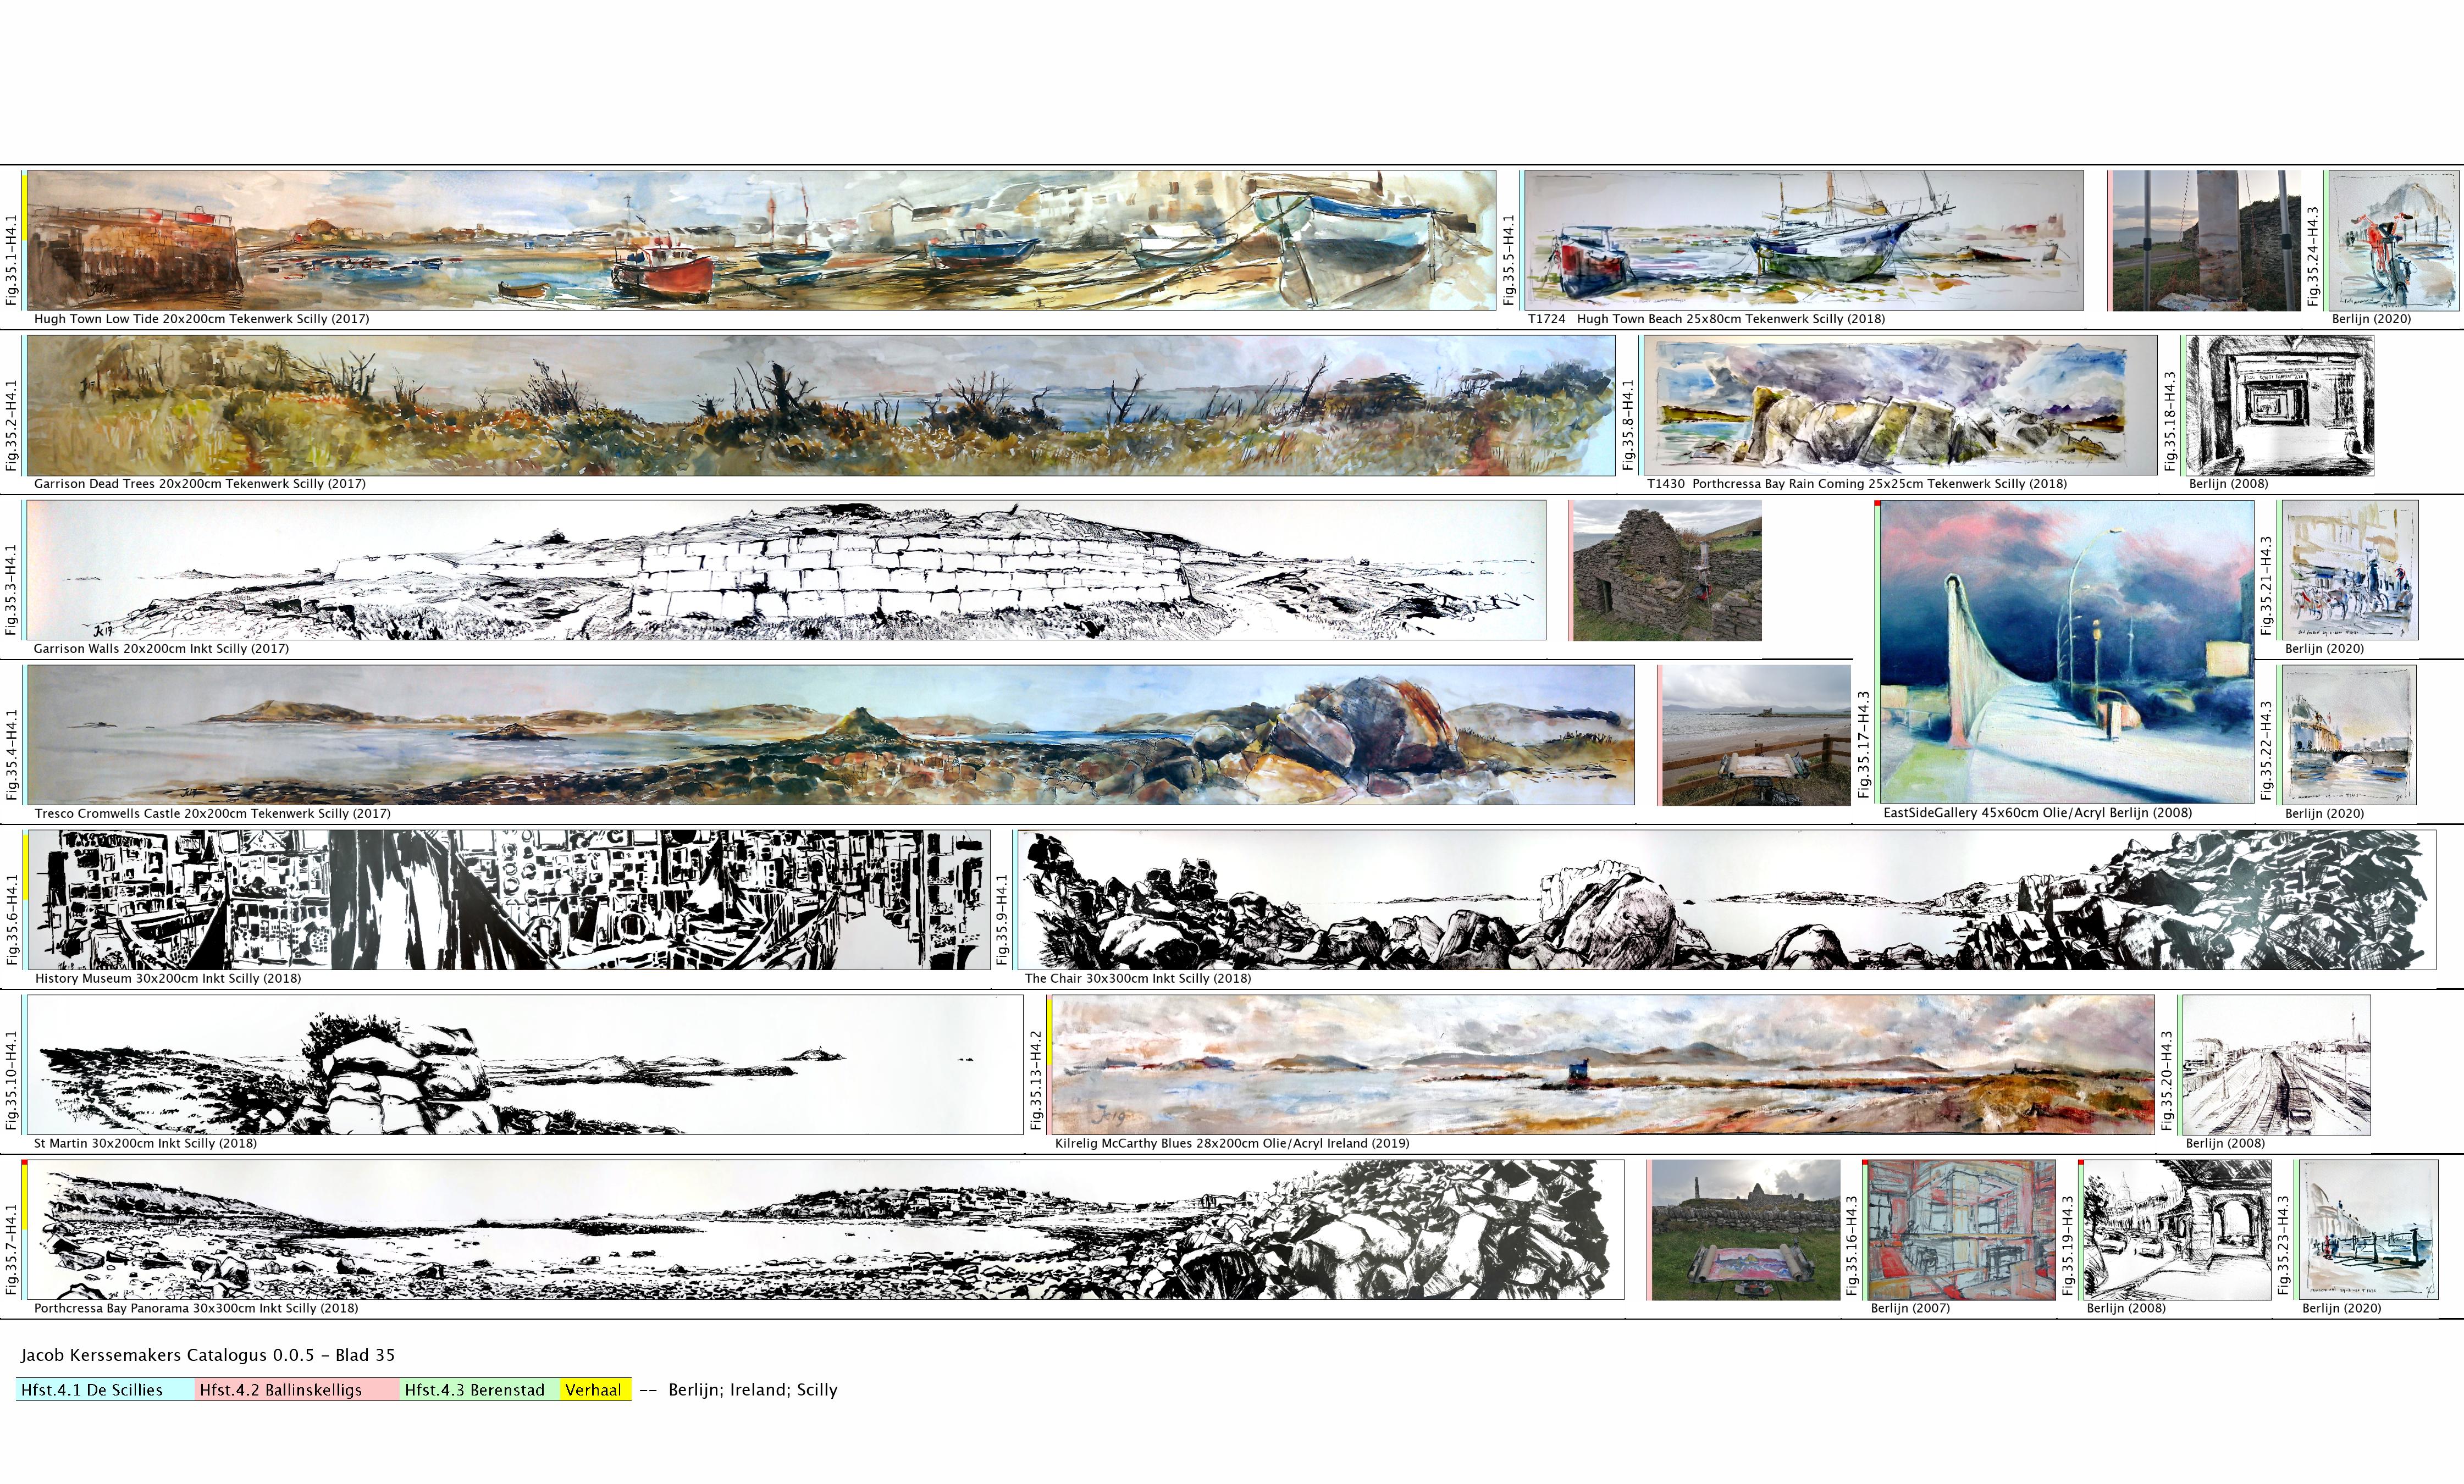 Fig.35.1-H4.1
Hugh Town Low Tide 20x200cm Tekenwerk Scilly (2017)
Fig.35.5-H4.1
T1724 Hugh Town Beach 25x80cm Tekenwerk Scilly (2018)
Fig.35.24-H4.3
Berlijn (2020)
Fig.35.2-H4.1
Garrison Dead Trees 20x200cm Tekenwerk Scilly (2017)
Fig.35.8-H4.1
T1430 Porthcressa Bay Rain Coming 25x25cm Tekenwerk Scilly (2018)
Fig.35.18-H4.3
Berlijn (2008)
Fig.35.3-H4.1
Garrison Walls 20x200cm Inkt Scilly (2017)
Fig.35.21-H4.3
Berlijn (2020)
Fig.35.4-H4.1
Tresco Cromwells Castle 20x200cm Tekenwerk Scilly (2017)
Fig.35.17-H4.3
EastSideGallery 45x60cm Olie/Acryl Berlijn (2008)
Fig.35.22-H4.3
Berlijn (2020)
Fig.35.6-H4.1
History Museum 30x200cm Inkt Scilly (2018)
Fig.35.9-H4.1
The Chair 30x300cm Inkt Scilly (2018)
Fig.35.10-H4.1
St Martin 30x200cm Inkt Scilly (2018)
Fig.35.13-H4.2
Kilrelig McCarthy Blues 28x200cm Olie/Acryl Ireland (2019)
Fig.35.20-H4.3
Berlijn (2008)
Fig.35.7-H4.1
Porthcressa Bay Panorama 30x300cm Inkt Scilly (2018)
Fig.35.16-H4.3
Berlijn (2007)
Fig.35.19-H4.3
Berlijn (2008)
Fig.35.23-H4.3
Berlijn (2020)
Jacob Kerssemakers Catalogus 0.0.5 - Blad 35
Hfst.4.1 De Scillies Hfst.4.2 Ballinskelligs Hfst.4.3 Berenstad Verhaal -- Berlijn; Ireland; Scilly